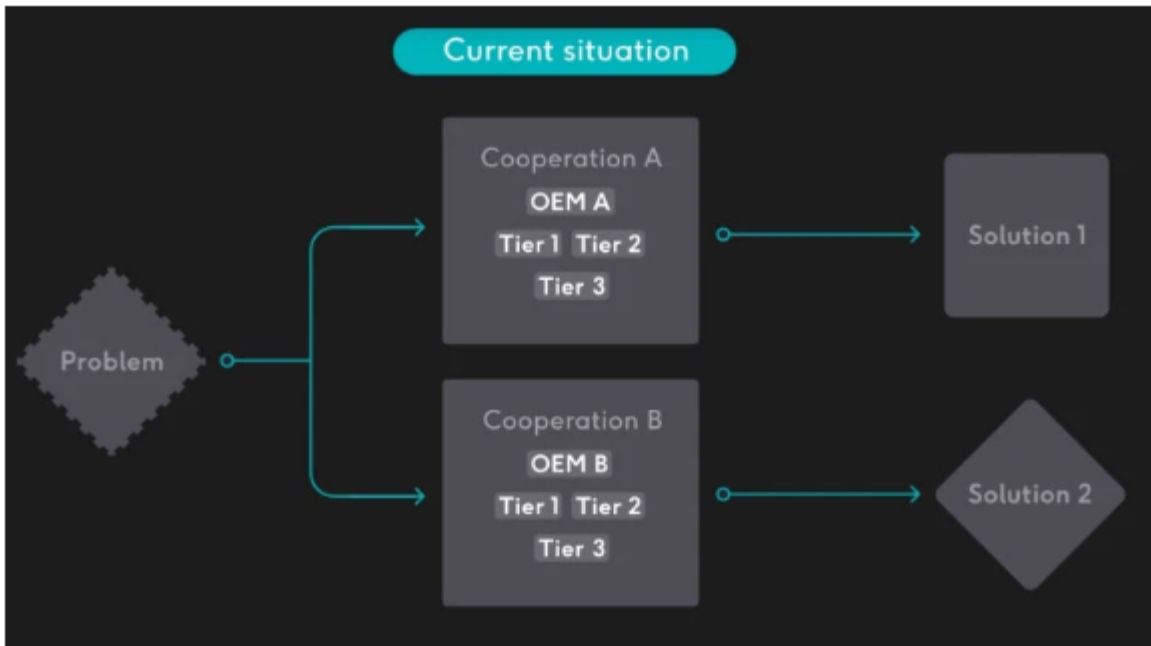 Current situation
Problem
Cooperation A
OEM A
Tier 1 Tier 2
Tier 3
Solution 1
Cooperation B
OEM B
Tier 1 Tier 2
Tier 3
Solution 2